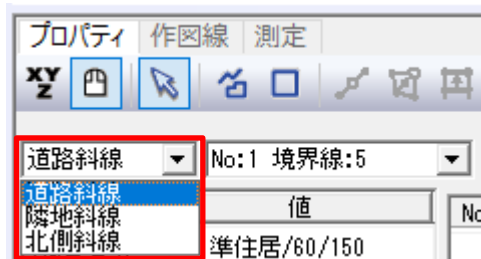 プロパティ 作図線 測定
XYZ
道路斜線 No:1 境界線:5
道路斜線
隣地斜線
北側斜線
値 No
準住居/60/150